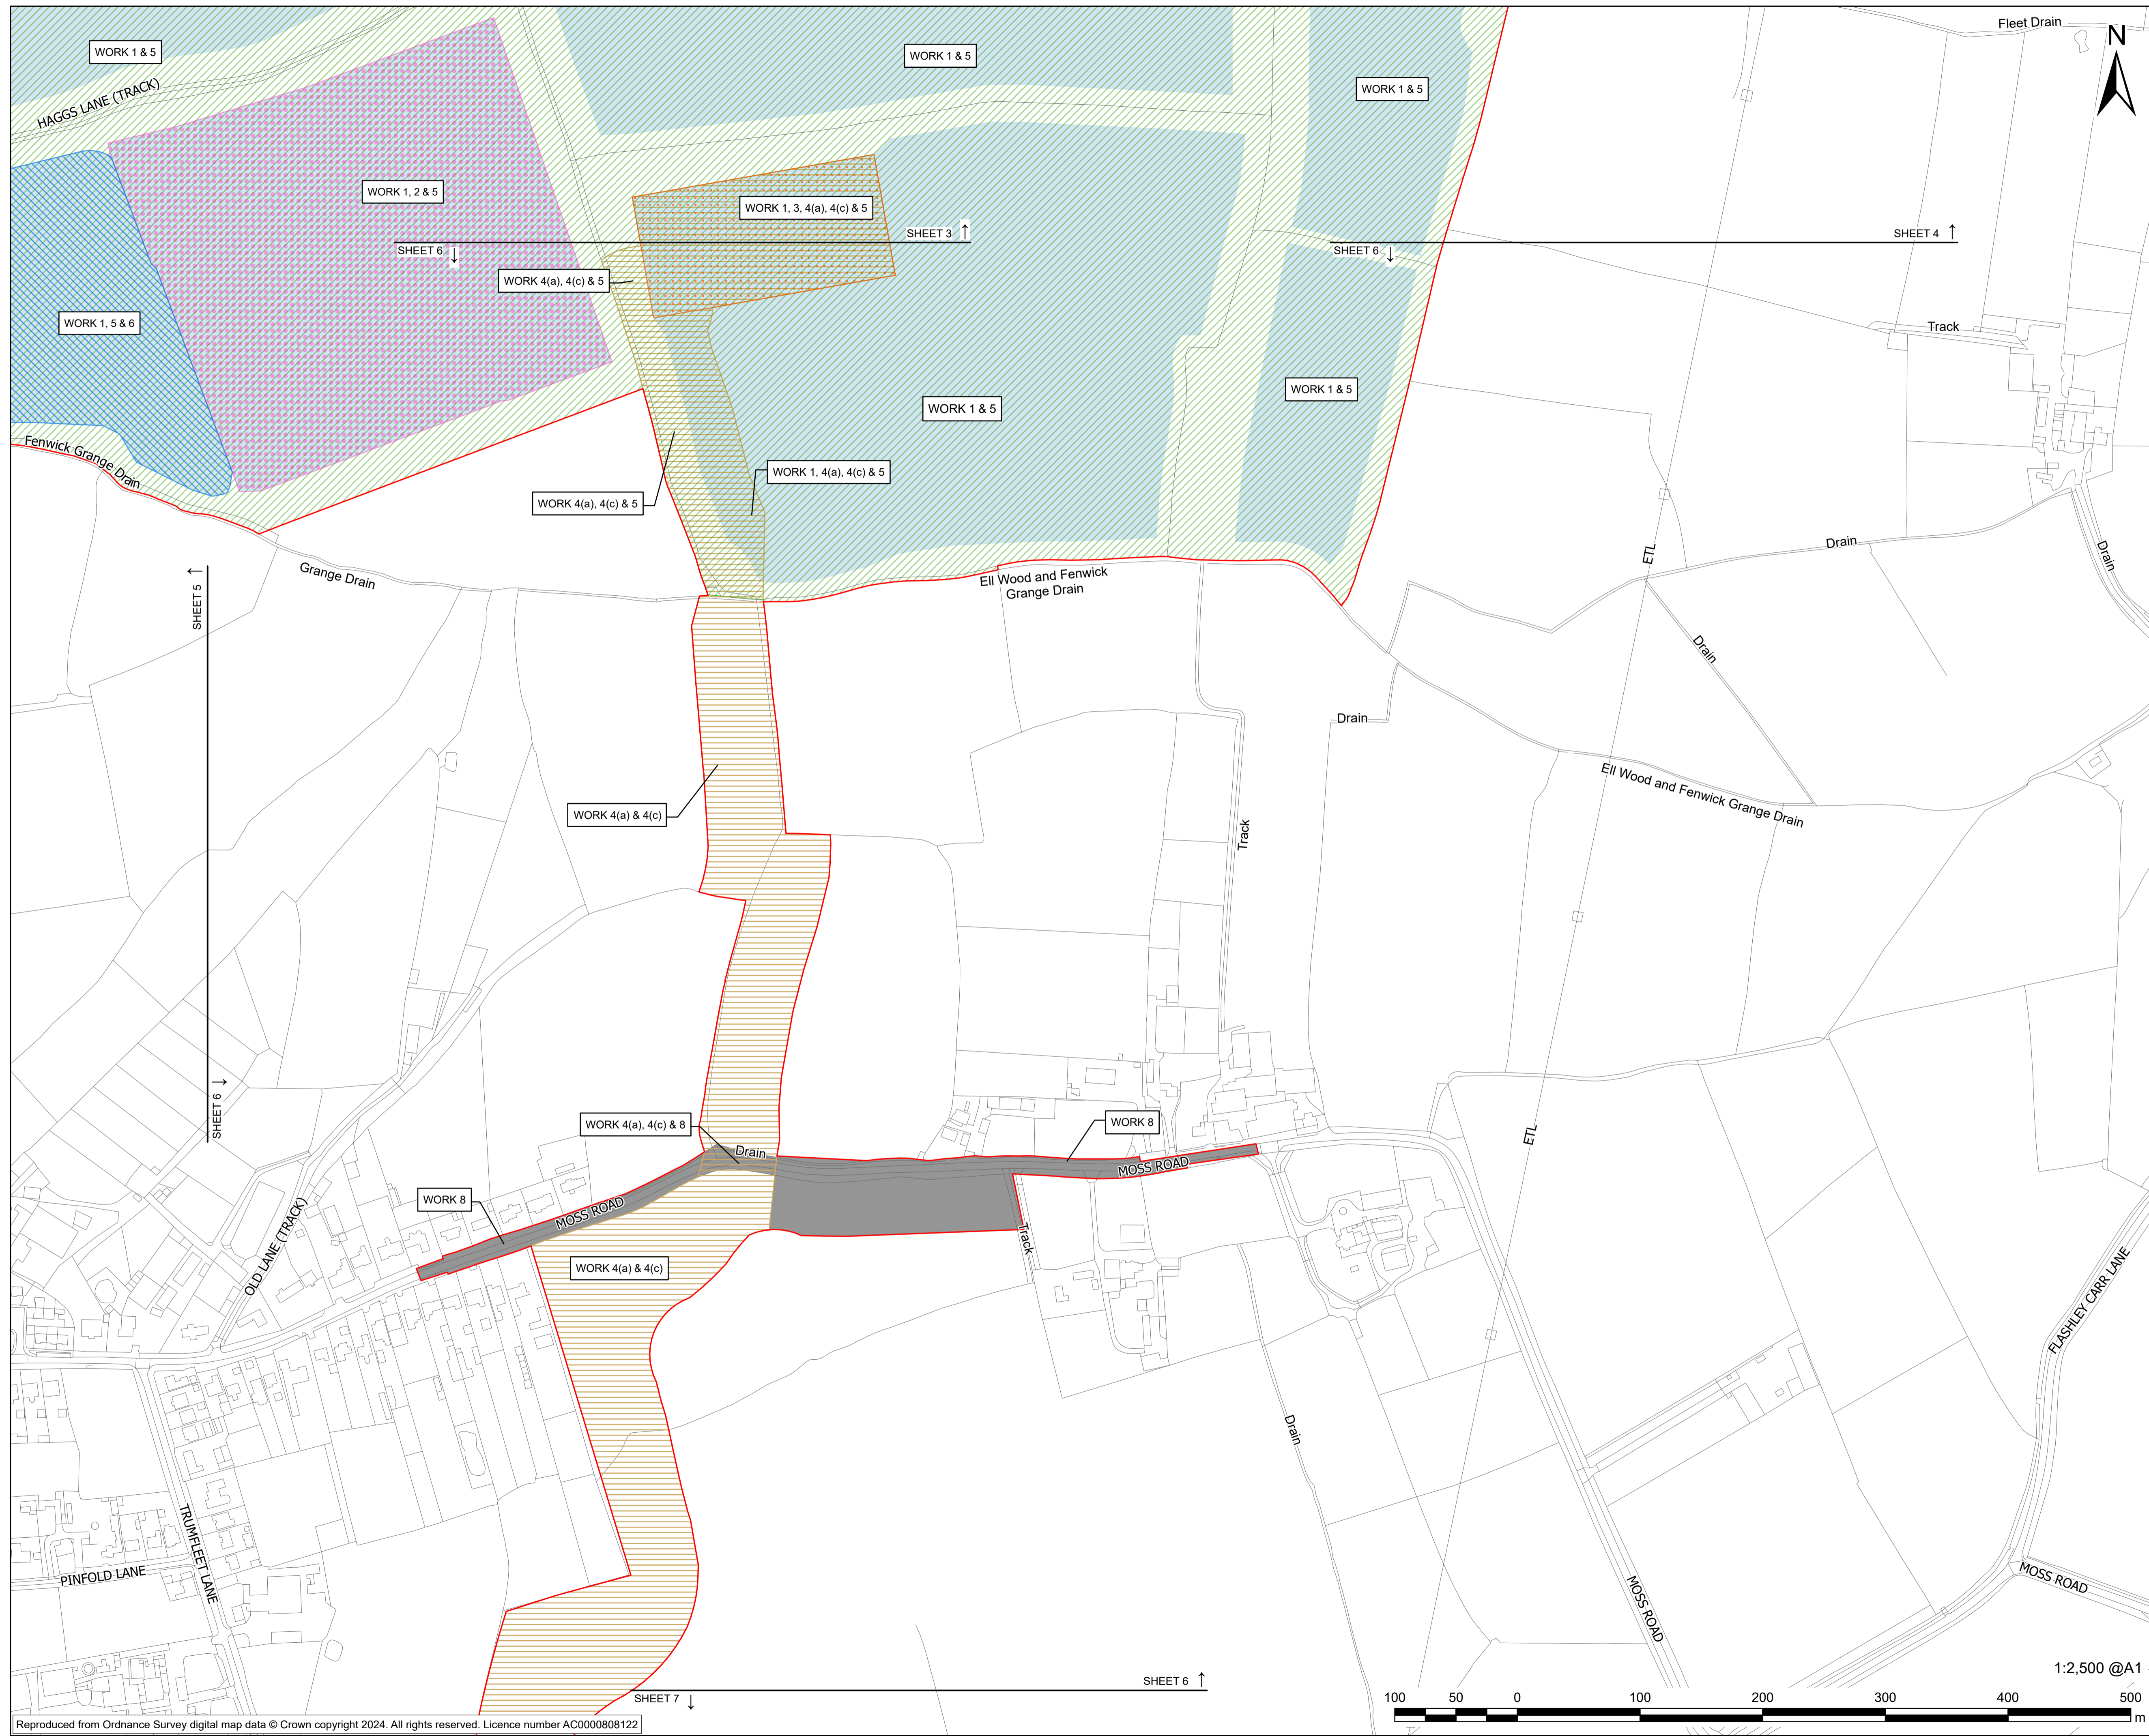 Fleet Drain
N
WORK 1 & 5
WORK 1 & 5
WORK 1 & 5
HAGGS LANE (TRACK)
WORK 1, 2 & 5
WORK 1, 3, 4(a), 4(c) & 5
SHEET 3 ↑
SHEET 6 ↓
SHEET 4 ↑
SHEET 6 ↓
WORK 4(a), 4(c) & 5
WORK 1, 5 & 6
Track
WORK 1 & 5
WORK 1 & 5
Fenwick Grange Drain
WORK 1, 4(a), 4(c) & 5
WORK 4(a), 4(c) & 5
ETL
Drain
Drain
Grange Drain
Ell Wood and Fenwick
Grange Drain
SHEET 5 ↑
Drain
Drain
Ell Wood and Fenwick Grange Drain
WORK 4(a) & 4(c)
Track
SHEET 6 ↓
WORK 4(a), 4(c) & 8
WORK 8
ETL
Drain
MOSS ROAD
WORK 8
MOSS ROAD
Track
OLD LANE (TRACK)
WORK 4(a) & 4(c)
FLASHLEY CARR LANE
Drain
TRUMFLEET LANE
PINFOLD LANE
MOSS ROAD
MOSS ROAD
1:2,500 @A1
SHEET 6 ↑
SHEET 7 ↓
100 50 0 100 200 300 400 500
m
Reproduced from Ordnance Survey digital map data © Crown copyright 2024. All rights reserved. Licence number AC0000808122